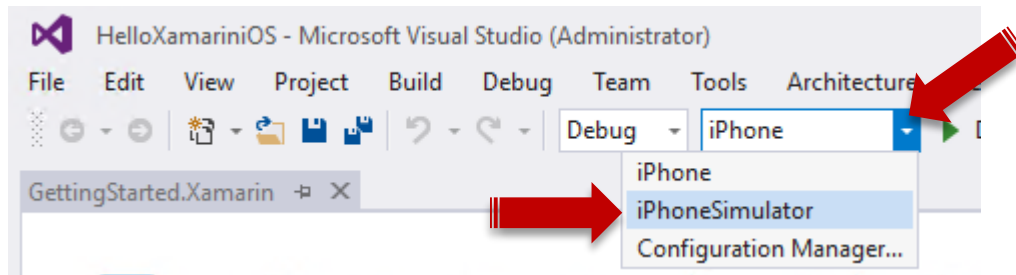 HelloXamariniOS - Microsoft Visual Studio (Administrator)
File Edit View Project Build Debug Team Tools Architecture
Debug iPhone
iPhone
GettingStarted.Xamarin
iPhoneSimulator
Configuration Manager...